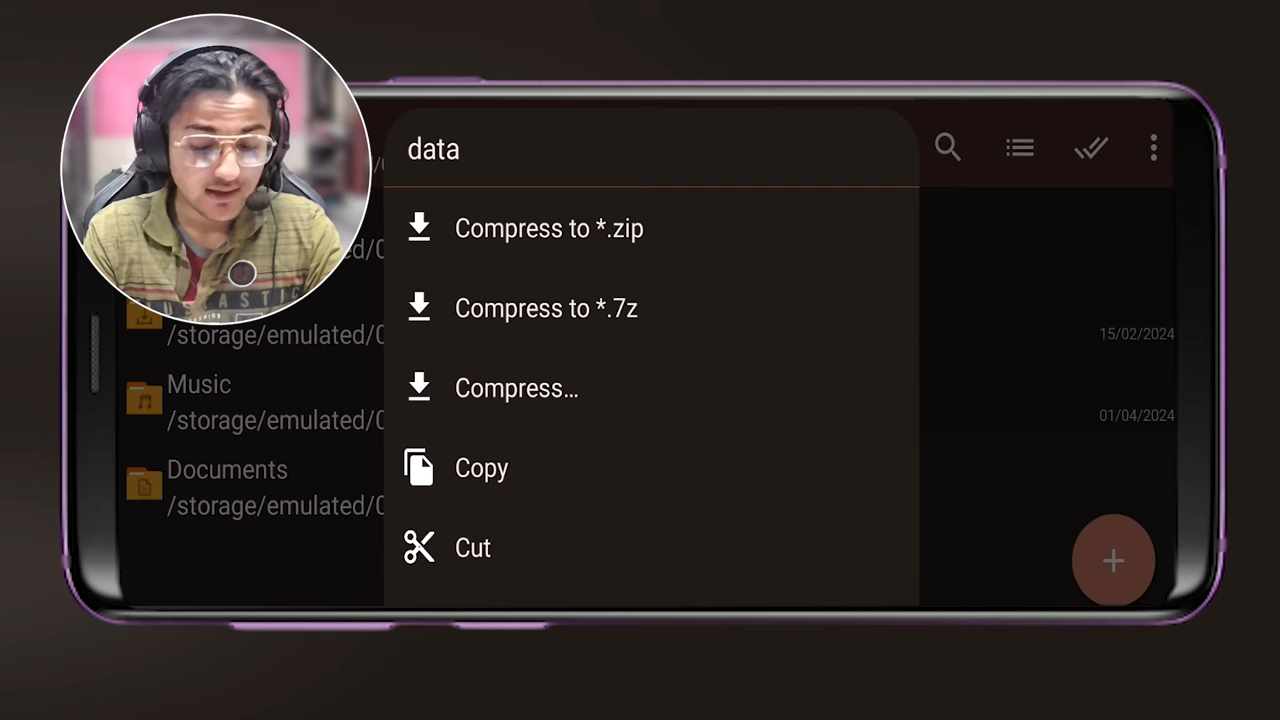 data
Compress to *.zip
Compress to *.7z
Compress...
Copy
Cut
/storage/emulated/0
15/02/2024
Music
/storage/emulated/0
01/04/2024
Documents
/storage/emulated/0